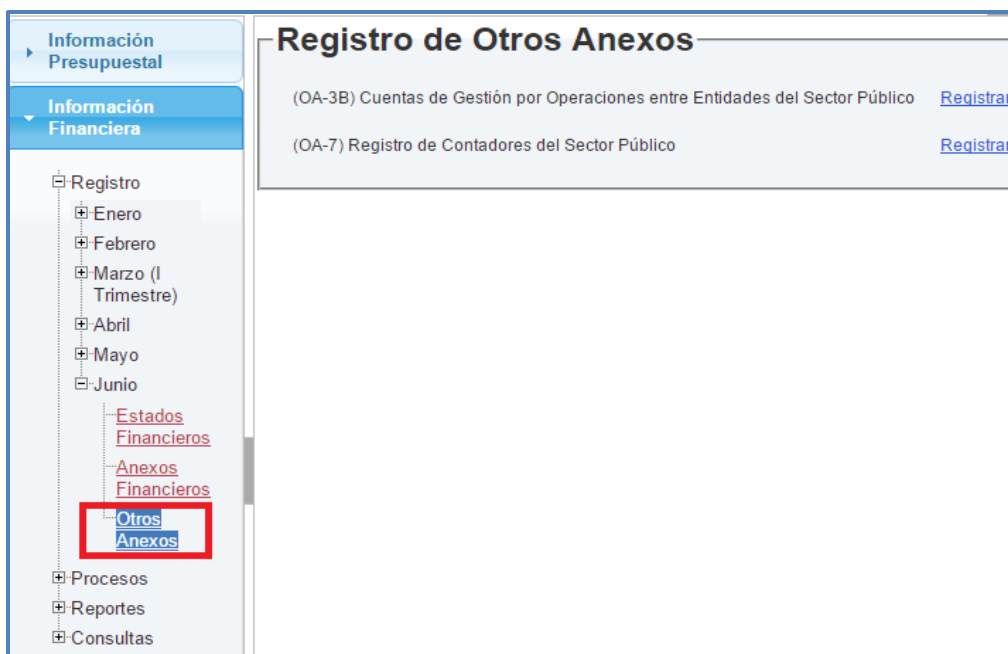 Información
Presupuestal
Información
Financiera
Registro
Enero
Febrero
Marzo (I
Trimestre)
Abril
Mayo
Junio
Estados
Financieros
Anexos
Financieros
Otros
Anexos
Procesos
Reportes
Consultas
Registro de Otros Anexos
(OA-3B) Cuentas de Gestión por Operaciones entre Entidades del Sector Público Registrar
(OA-7) Registro de Contadores del Sector Público Registrar